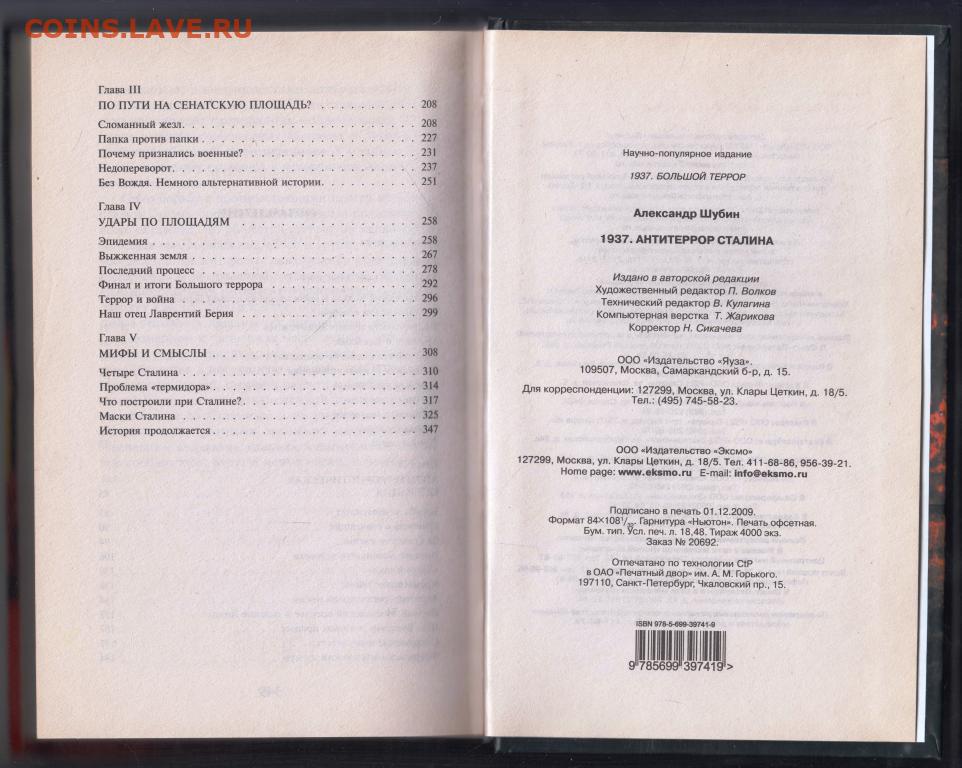 COINS.LAVE.RU
Глава III
ПО ПУТИ НА СЕНАТСКУЮ ПЛОЩАДЬ? . . . . . . . . . . 208
Сломанный жезл. . . . . . . . . . . . . . . . . . . . . . . . 208
Папка против папки . . . . . . . . . . . . . . . . . . . . . . 227
Почему признались военные? . . . . . . . . . . . . . . . . . 231
Недопереворот. . . . . . . . . . . . . . . . . . . . . . . . . 237
Без Вождя. Немного альтернативной истории. . . . . . . . . . 251
Глава IV
УДАРЫ ПО ПЛОЩАДЯМ . . . . . . . . . . . . . . . . . . 258
Эпидемия . . . . . . . . . . . . . . . . . . . . . . . . . . . 258
Выжженная земля . . . . . . . . . . . . . . . . . . . . . . . 267
Последний процесс . . . . . . . . . . . . . . . . . . . . . . 278
Финал и итоги Большого террора . . . . . . . . . . . . . . . 292
Террор и война . . . . . . . . . . . . . . . . . . . . . . . . 296
Наш отец Лаврентий Берия . . . . . . . . . . . . . . . . . . 299
Глава V
МИФЫ И СМЫСЛЫ . . . . . . . . . . . . . . . . . . . . . 308
Четыре Сталина . . . . . . . . . . . . . . . . . . . . . . . . 310
Проблема «термидора» . . . . . . . . . . . . . . . . . . . . . 314
Что построили при Сталине? . . . . . . . . . . . . . . . . . . 317
Маски Сталина . . . . . . . . . . . . . . . . . . . . . . . . 325
История продолжается . . . . . . . . . . . . . . . . . . . . . 347
Научно-популярное издание
1937. БОЛЬШОЙ ТЕРРОР
Александр Шубин
1937. АНТИТЕРРОР СТАЛИНА
Издано в авторской редакции
Художественный редактор П. Волков
Технический редактор В. Кулагина
Компьютерная верстка Т. Жарикова
Корректор Н. Сикачева
ООО «Издательство «Яуза».
109507, Москва, Самаркандский б-р, д. 15.
Для корреспонденции: 127299, Москва, ул. Клары Цеткин, д. 18/5.
Тел.: (495) 745-58-23.
ООО «Издательство «Эксмо»
127299, Москва, ул. Клары Цеткин, д. 18/5. Тел. 411-68-86, 956-39-21.
Home page: www.eksmo.ru E-mail: info@eksmo.ru
Подписано в печать 01.12.2009.
Формат 84×108 1/32. Гарнитура «Ньютон». Печать офсетная.
Бум. тип. Усл. печ. л. 18,48. Тираж 4000 экз.
Заказ № 20692.
Отпечатано по технологии CtP
в ОАО «Печатный двор» им. А. М. Горького.
197110, Санкт-Петербург, Чкаловский пр., 15.
ISBN 978-5-699-39741-9
9 785699 397419 >